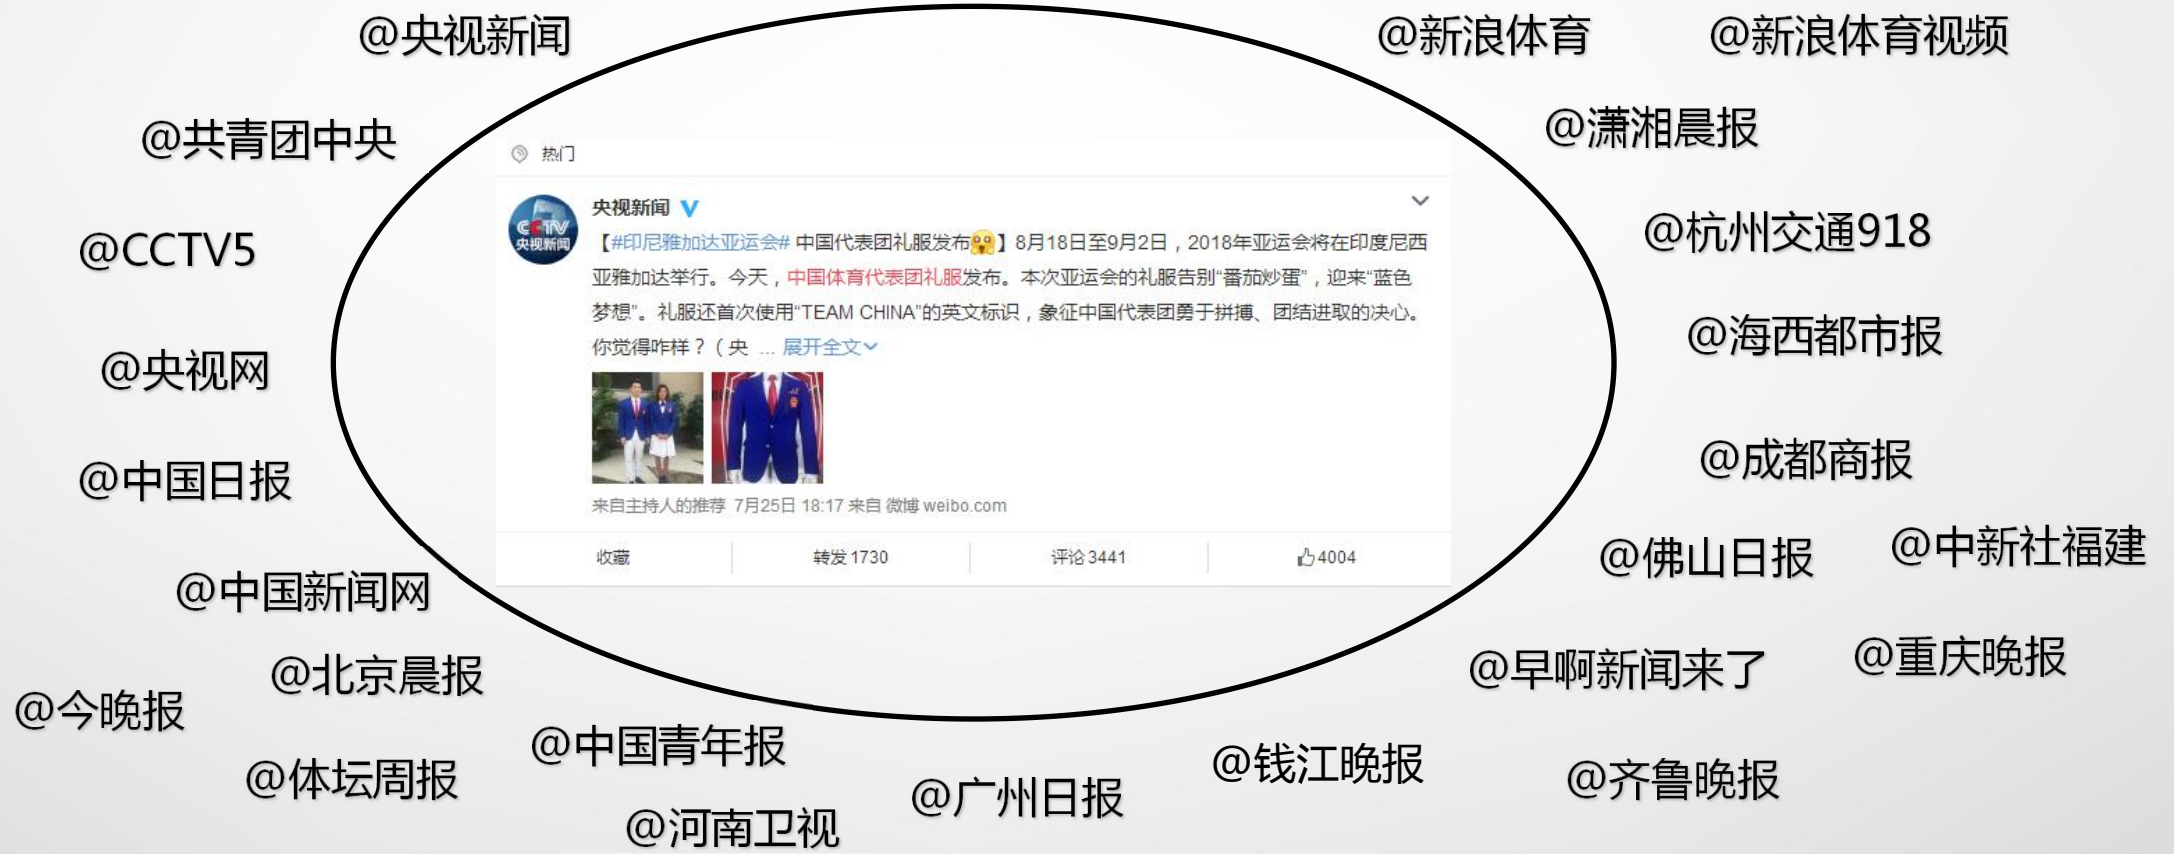 @央视新闻
@新浪体育
@新浪体育视频
@共青团中央
@潇湘晨报
@CCTV5
@杭州交通918
@央视网
@海西都市报
@中国日报
@成都商报
@中国新闻网
@佛山日报
@中新社福建
@北京晨报
@早啊新闻来了
@重庆晚报
@今晚报
@中国青年报
@体坛周报
@广州日报
@钱江晚报
@齐鲁晚报
@河南卫视
热门
CCTV
央视新闻
央视新闻 V
【#印尼雅加达亚运会# 中国代表团礼服发布😱】8月18日至9月2日，2018年亚运会将在印度尼西
亚雅加达举行。今天，中国体育代表团礼服发布。本次亚运会的礼服告别“番茄炒蛋”，迎来“蓝色
梦想”。礼服还首次使用“TEAM CHINA”的英文标识，象征中国代表团勇于拼搏、团结进取的决心。
你觉得咋样？（央 ... 展开全文
来自主持人的推荐 7月25日 18:17 来自 微博 weibo.com
收藏
转发 1730
评论 3441
4004